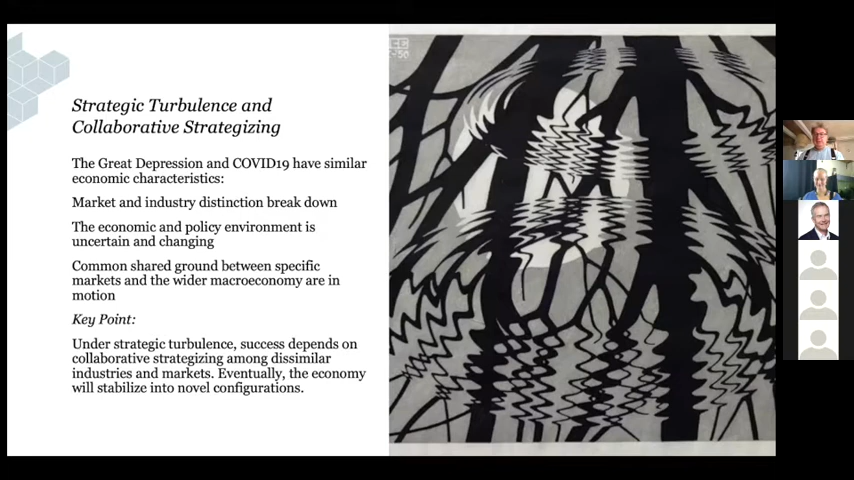 Strategic Turbulence and
Collaborative Strategizing
The Great Depression and COVID19 have similar
economic characteristics:
Market and industry distinction break down
The economic and policy environment is
uncertain and changing
Common shared ground between specific
markets and the wider macroeconomy are in
motion
Key Point:
Under strategic turbulence, success depends on
collaborative strategizing among dissimilar
industries and markets. Eventually, the economy
will stabilize into novel configurations.